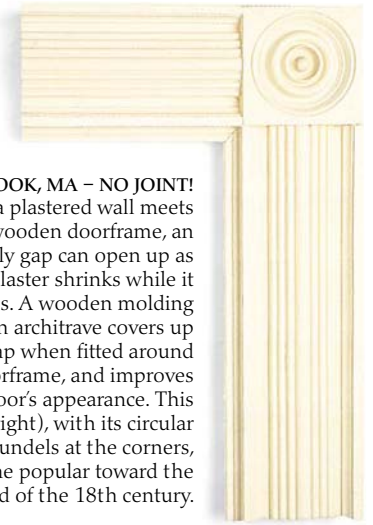 OOK, MA – NO JOINT!
a plastered wall meets
wooden doorframe, an
ly gap can open up as
laster shrinks while it
s. A wooden molding
n architrave covers up
ap when fitted around
orframe, and improves
oor's appearance. This
ight), with its circular
undels at the corners,
ne popular toward the
d of the 18th century.